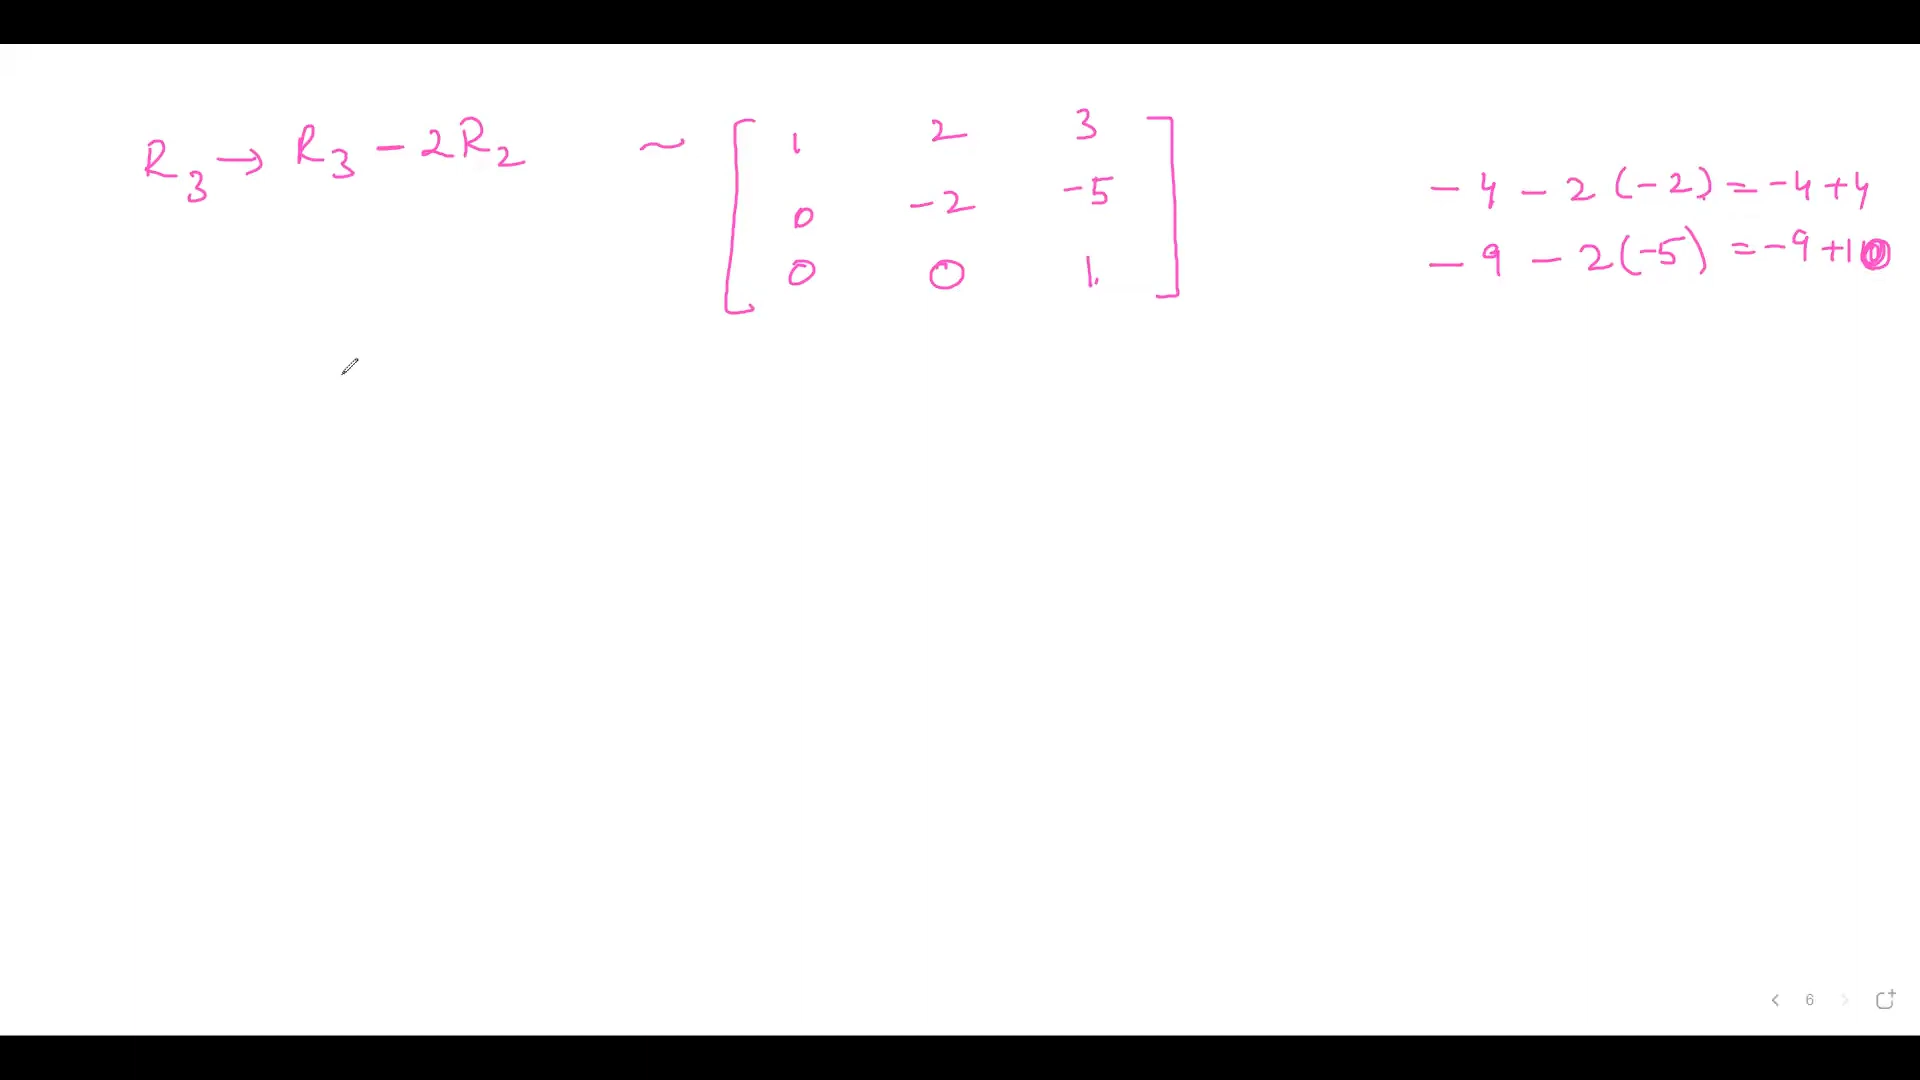 R₃ → R₃ - 2R₂ ~ [ 1 2 3
0 -2 -5
0 0 1. ]
-4 - 2(-2) = -4+4
-9 - 2(-5) = -9+10
6